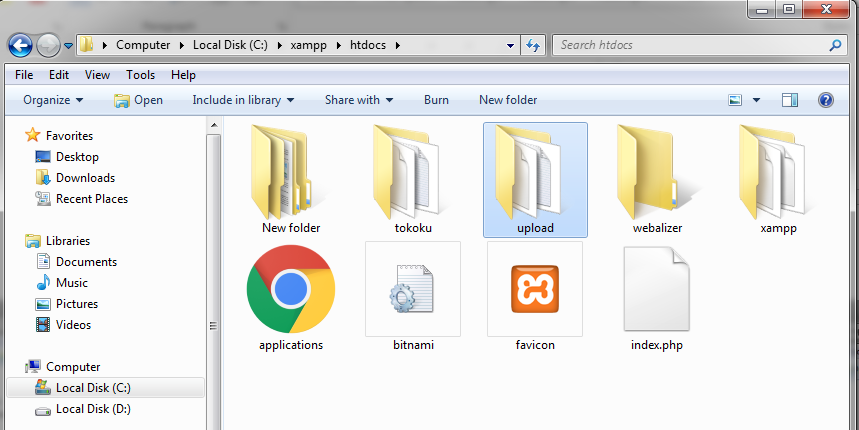 Computer Local Disk (C:) xampp htdocs Search htdocs
File Edit View Tools Help
Organize Open Include in library Share with Burn New folder
Favorites
Desktop
Downloads
Recent Places
Libraries
Documents
Music
Pictures
Videos
Computer
Local Disk (C:)
Local Disk (D:)
New folder tokoku upload webalizer xampp
applications bitnami favicon index.php